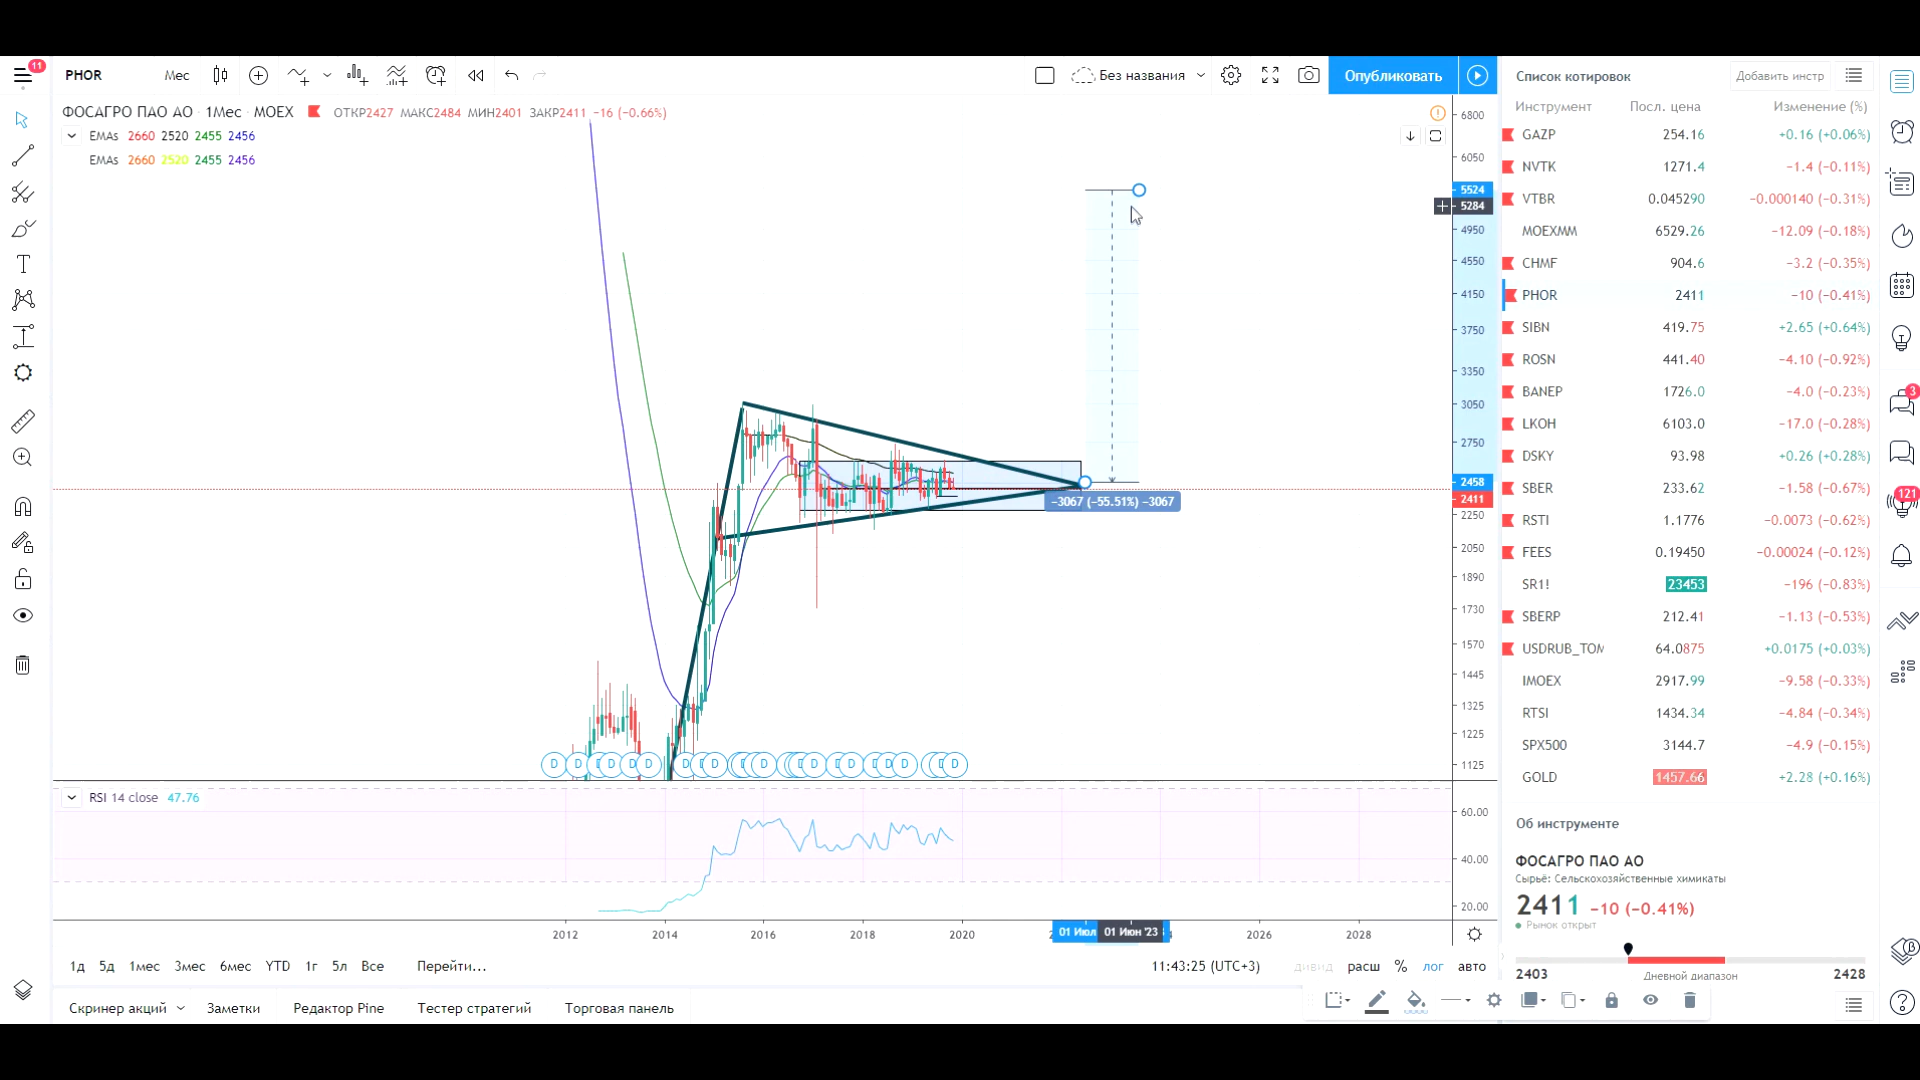 11
PHOR
Мес
Без названия
Опубликовать
ФОСАГРО ПАО АО · 1Мес · MOEX ОТКР2427 МАКС2484 МИН2401 ЗАКР2411 −16 (−0.66%)
EMAs 2660 2520 2455 2456
EMAs 2660 2520 2455 2456
6800
6050
5524
5284
4950
4550
4150
3750
3350
3050
2750
2458
2411
2250
2050
1890
1730
1570
1445
1325
1225
1125
−3067 (−55.51%) −3067
D D D D D D D D D D D D D D D D D D D D D
RSI 14 close 47.76
60.00
40.00
20.00
2012 2014 2016 2018 2020 01 Июл 01 Июн '23 2026 2028
1д 5д 1мес 3мес 6мес YTD 1г 5л Все Перейти...
11:43:25 (UTC+3) дивид расш % лог авто
Скринер акций Заметки Редактор Pine Тестер стратегий Торговая панель
Список котировок
Добавить инстр
Инструмент Посл. цена Изменение (%)
GAZP 254.16 +0.16 (+0.06%)
NVTK 1271.4 −1.4 (−0.11%)
VTBR 0.045290 −0.000140 (−0.31%)
MOEXMM 6529.26 −12.09 (−0.18%)
CHMF 904.6 −3.2 (−0.35%)
PHOR 2411 −10 (−0.41%)
SIBN 419.75 +2.65 (+0.64%)
ROSN 441.40 −4.10 (−0.92%)
BANEP 1726.0 −4.0 (−0.23%)
LKOH 6103.0 −17.0 (−0.28%)
DSKY 93.98 +0.26 (+0.28%)
SBER 233.62 −1.58 (−0.67%)
RSTI 1.1776 −0.0073 (−0.62%)
FEES 0.19450 −0.00024 (−0.12%)
SR1! 23453 −196 (−0.83%)
SBERP 212.41 −1.13 (−0.53%)
USDRUB_TOM 64.0875 +0.0175 (+0.03%)
IMOEX 2917.99 −9.58 (−0.33%)
RTSI 1434.34 −4.84 (−0.34%)
SPX500 3144.7 −4.9 (−0.15%)
GOLD 1457.66 +2.28 (+0.16%)
Об инструменте
ФОСАГРО ПАО АО
Сырьё: Сельскохозяйственные химикаты
2411 −10 (−0.41%)
Рынок открыт
2403 Дневной диапазон 2428
3
121